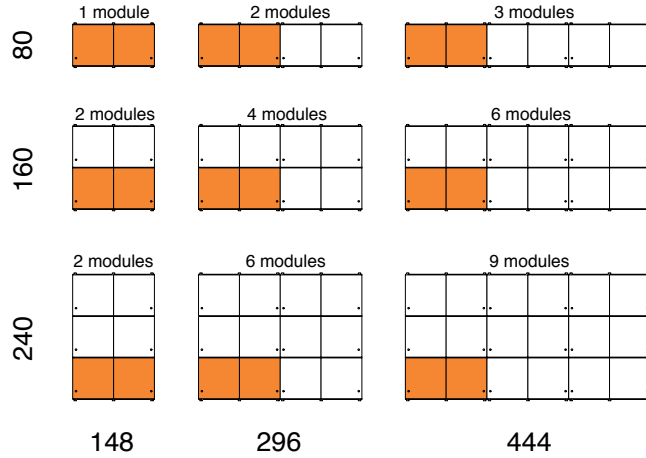 1 module 2 modules 3 modules
80
2 modules 4 modules 6 modules
160
2 modules 6 modules 9 modules
240
148 296 444